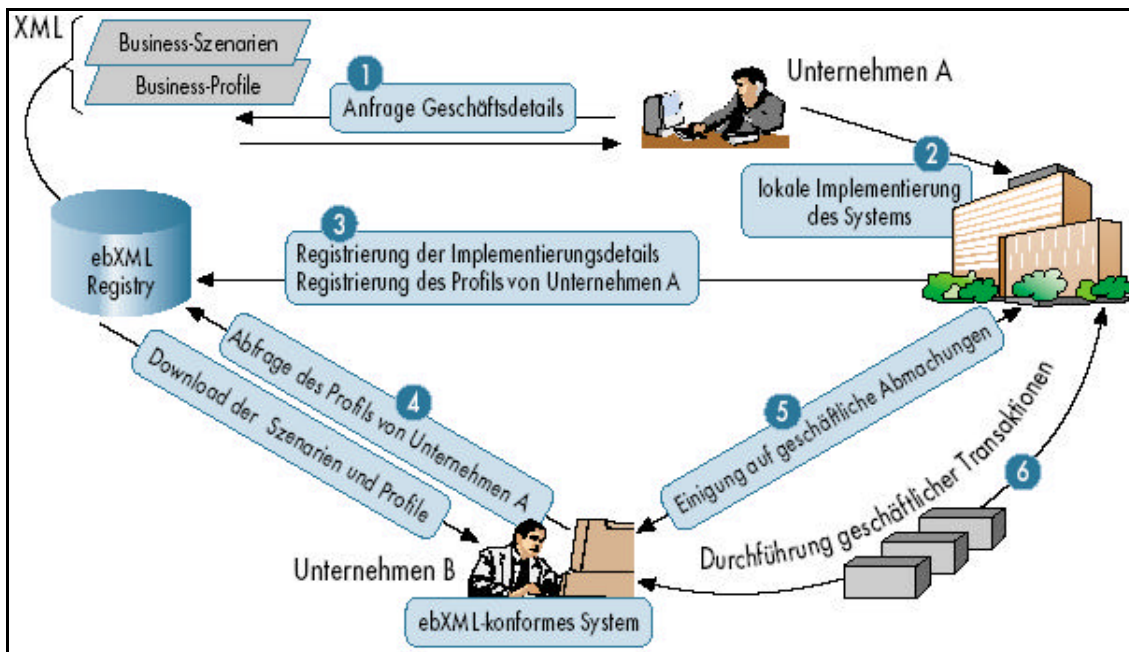 XML
Business-Szenarien
Business-Profile
1
Anfrage Geschäftsdetails
Unternehmen A
2
lokale Implementierung
des Systems
3
Registrierung der Implementierungsdetails
Registrierung des Profils von Unternehmen A
ebXML
Registry
4
Abfrage des Profils von Unternehmen A
Download der Szenarien und Profile
5
Einigung auf geschäftliche Abmachungen
6
Durchführung geschäftlicher Transaktionen
Unternehmen B
ebXML-konformes System